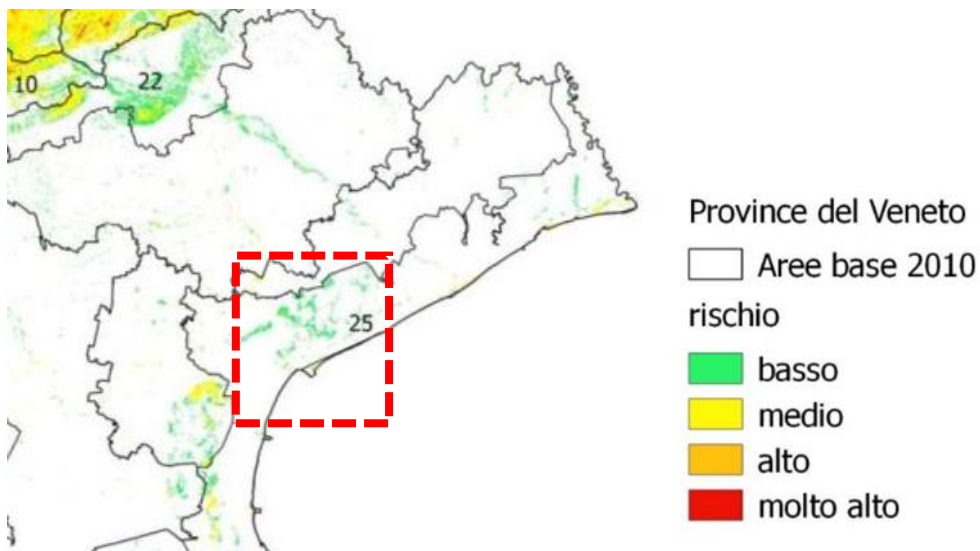 10
22
25
Province del Veneto
Aree base 2010
rischio
basso
medio
alto
molto alto